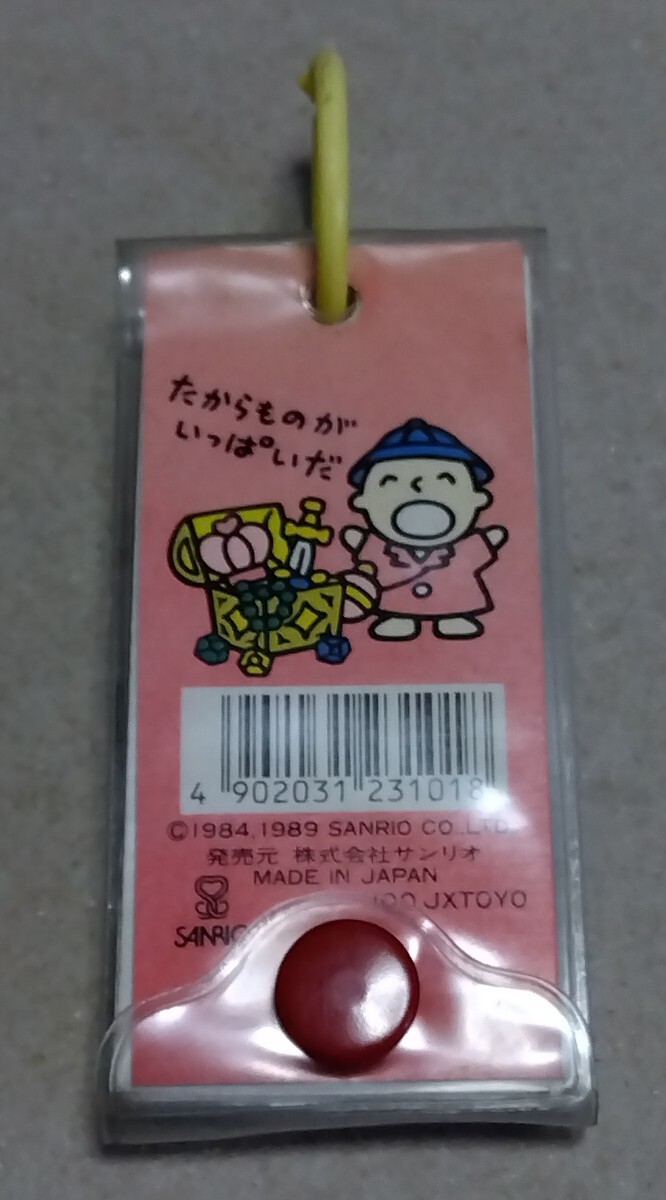 たからものが
いっぱいだ
4 902031 231018
©1984, 1989 SANRIO CO., LTD.
発売元 株式会社サンリオ
MADE IN JAPAN
100 JXTOYO
SANRIO